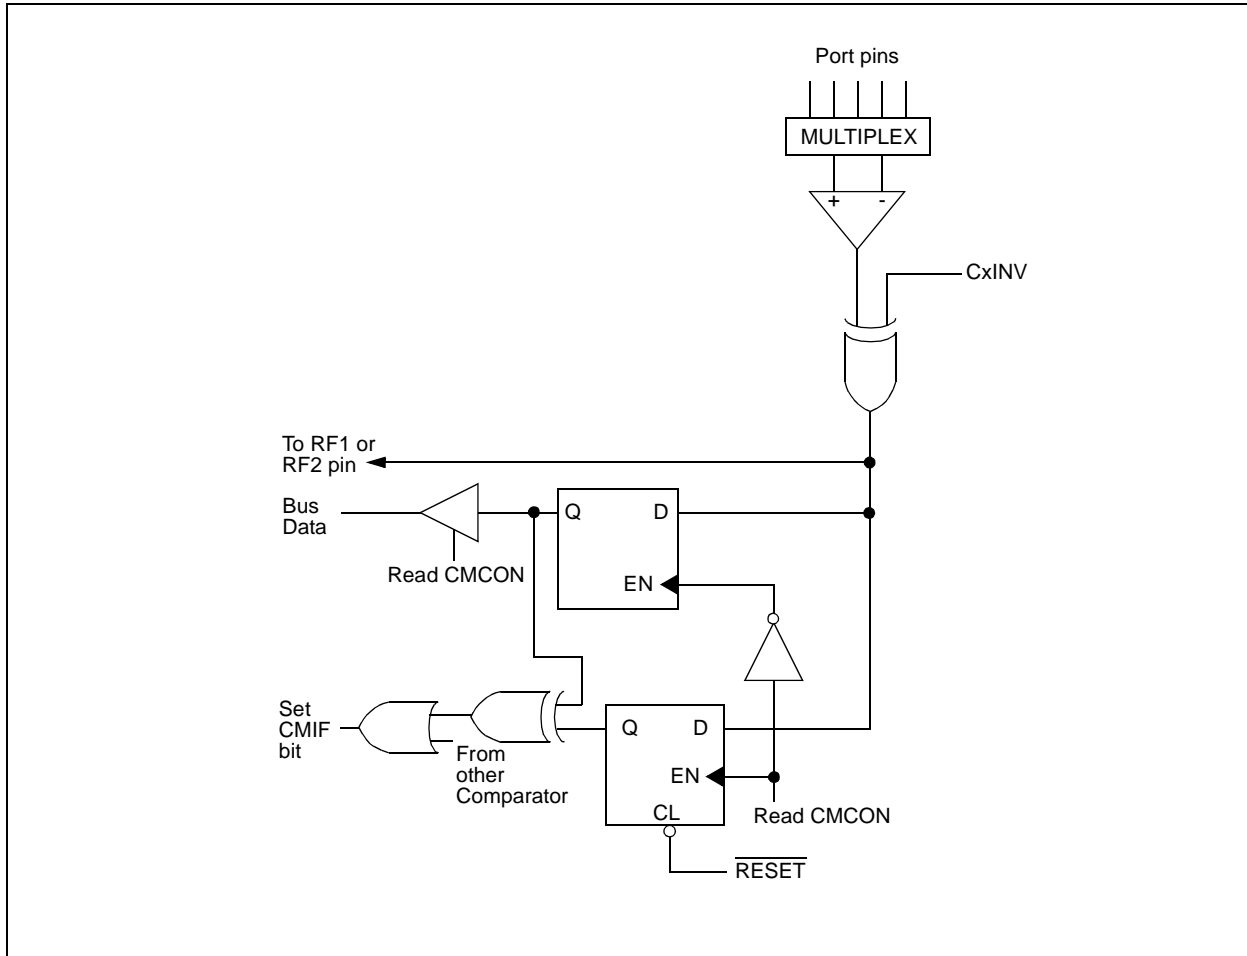 Port pins
MULTIPLEX
+ -
CxINV
To RF1 or
RF2 pin
Bus
Data
Q D
EN
Read CMCON
Set
CMIF
bit
From
other
Comparator
Q D
EN
CL
Read CMCON
RESET